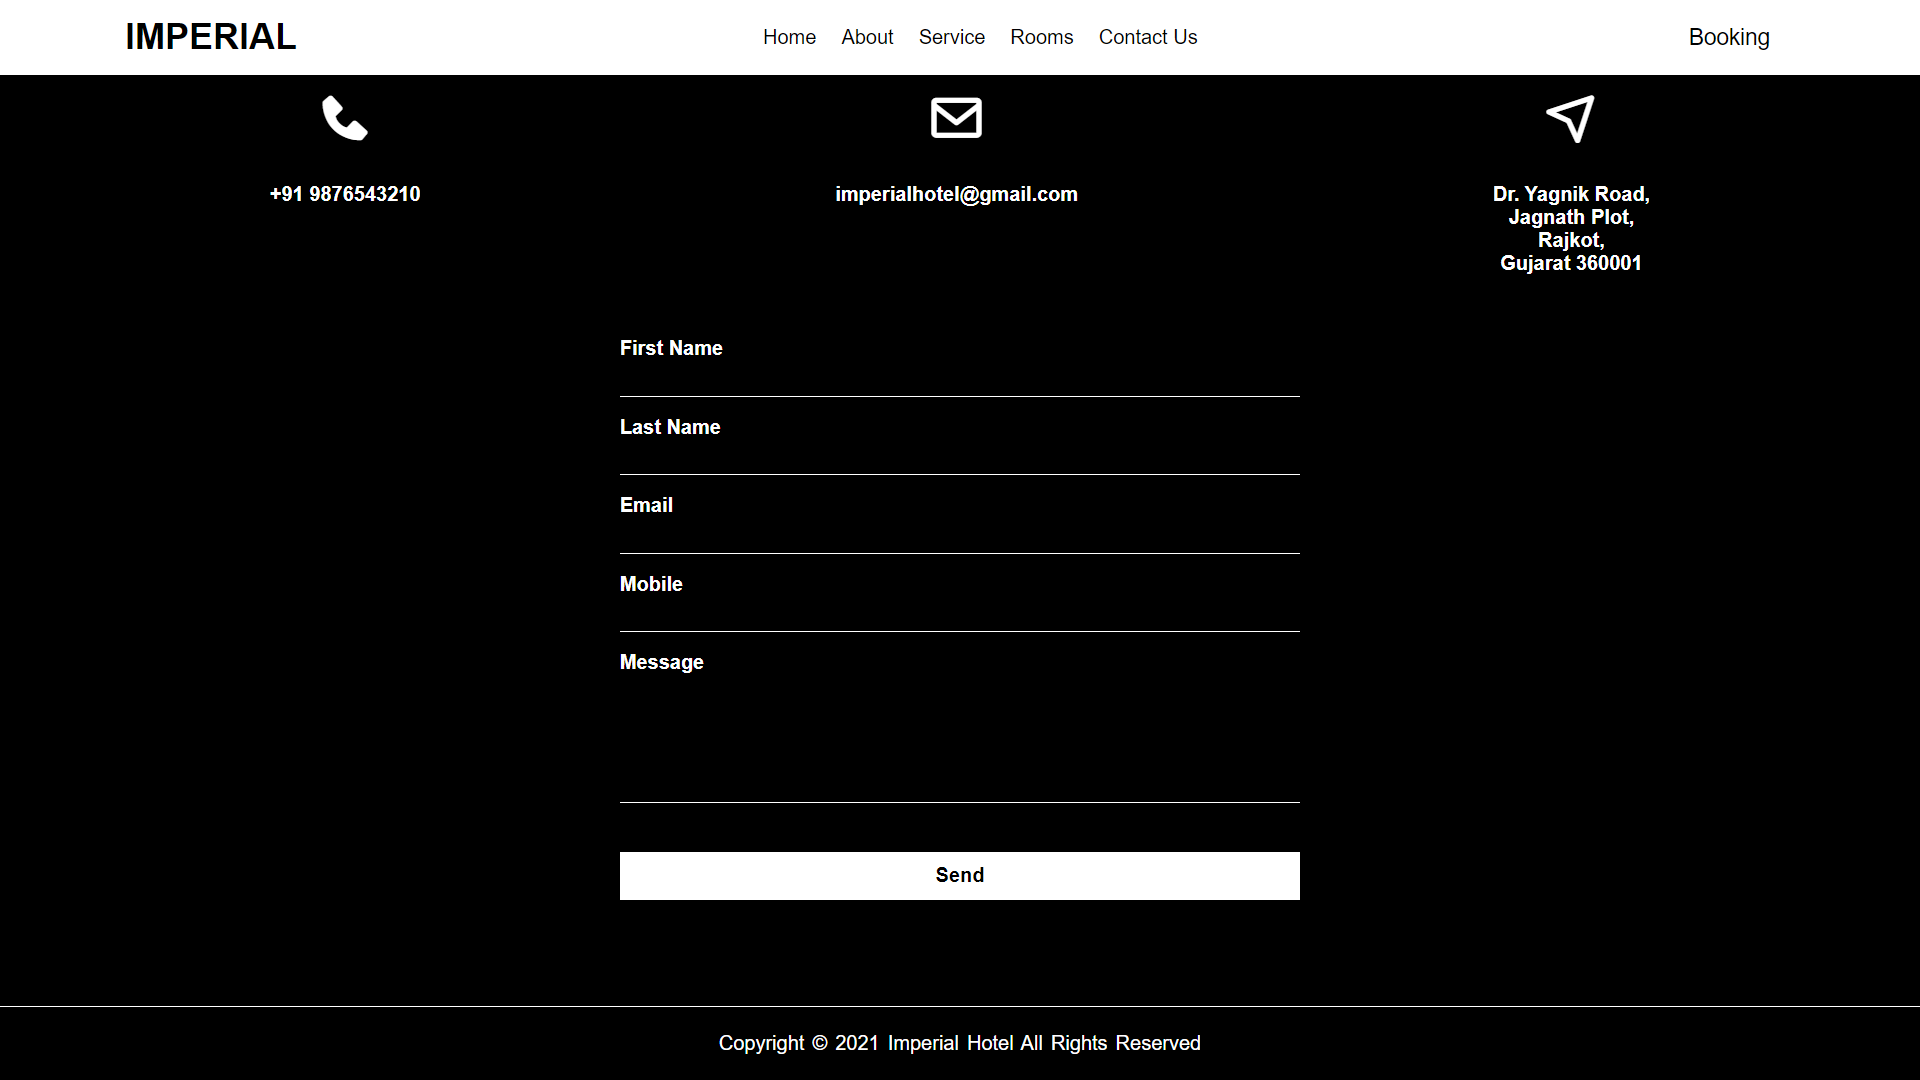 IMPERIAL
Home About Service Rooms Contact Us
Booking
+91 9876543210
imperialhotel@gmail.com
Dr. Yagnik Road,
Jagnath Plot,
Rajkot,
Gujarat 360001
First Name
Last Name
Email
Mobile
Message
Send
Copyright © 2021 Imperial Hotel All Rights Reserved